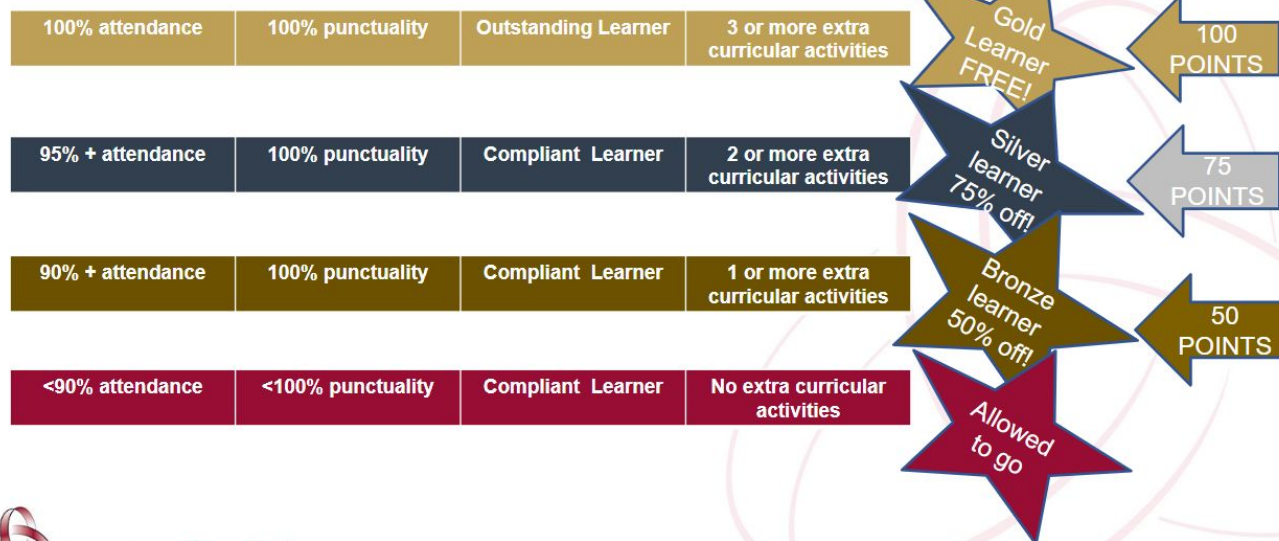 100% attendance
100% punctuality
Outstanding Learner
3 or more extra
curricular activities
Gold
Learner
FREE!
100
POINTS
95% + attendance
100% punctuality
Compliant  Learner
2 or more extra
curricular activities
Silver
learner
75% off!
75
POINTS
90% + attendance
100% punctuality
Compliant  Learner
1 or more extra
curricular activities
Bronze
learner
50% off!
50
POINTS
<90% attendance
<100% punctuality
Compliant  Learner
No extra curricular
activities
Allowed
to go